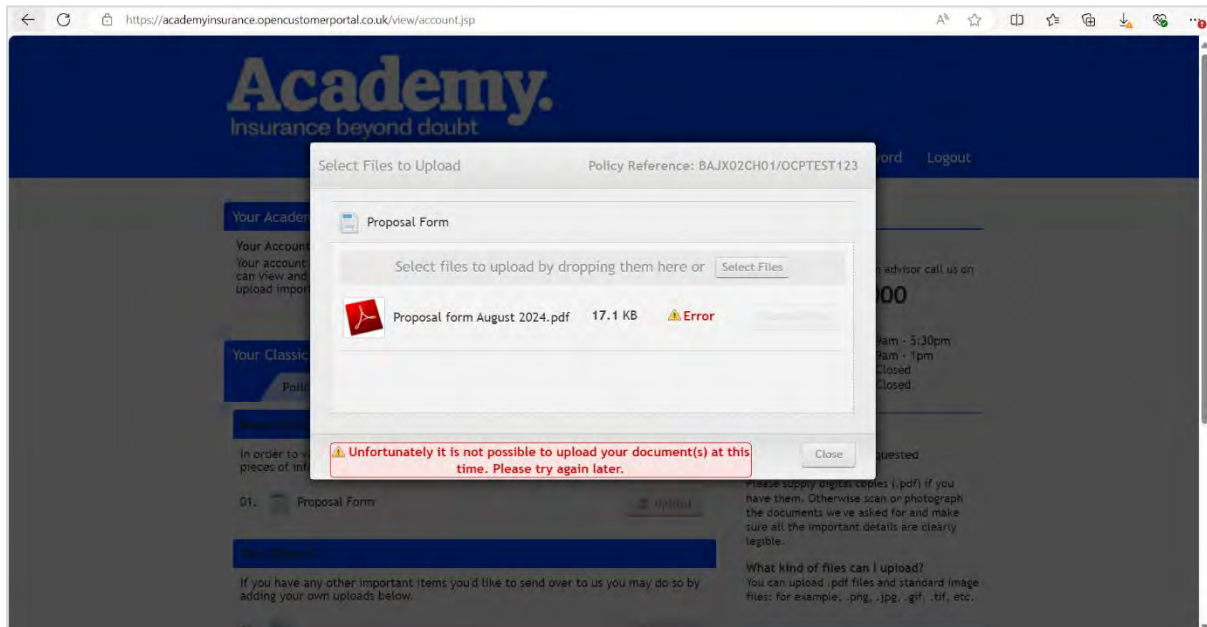 https://academyinsurance.opencustomerportal.co.uk/view/account.jsp
Academy.
Insurance beyond doubt
Logout
Select Files to Upload Policy Reference: BAJX02CH01/OCPTEST123
Proposal Form
Select files to upload by dropping them here or Select Files
Proposal form August 2024.pdf 17.1 KB Error
Unfortunately it is not possible to upload your document(s) at this
time. Please try again later.
Close
Your Academ
Your Account
Your account
can view and
upload impor
advisor call us on
00
9am - 5:30pm
9am - 1pm
Closed
Closed
Your Classic
Poli
In order to v
pieces of inf
01. Proposal Form Upload
If you have any other important items you'd like to send over to us you may do so by
adding your own uploads below.
quested
Please supply digital copies (.pdf) if you
have them. Otherwise scan or photograph
the documents we've asked for and make
sure all the important details are clearly
legible.
What kind of files can I upload?
You can upload .pdf files and standard image
files: for example, .png, .jpg, .gif, .tif, etc.